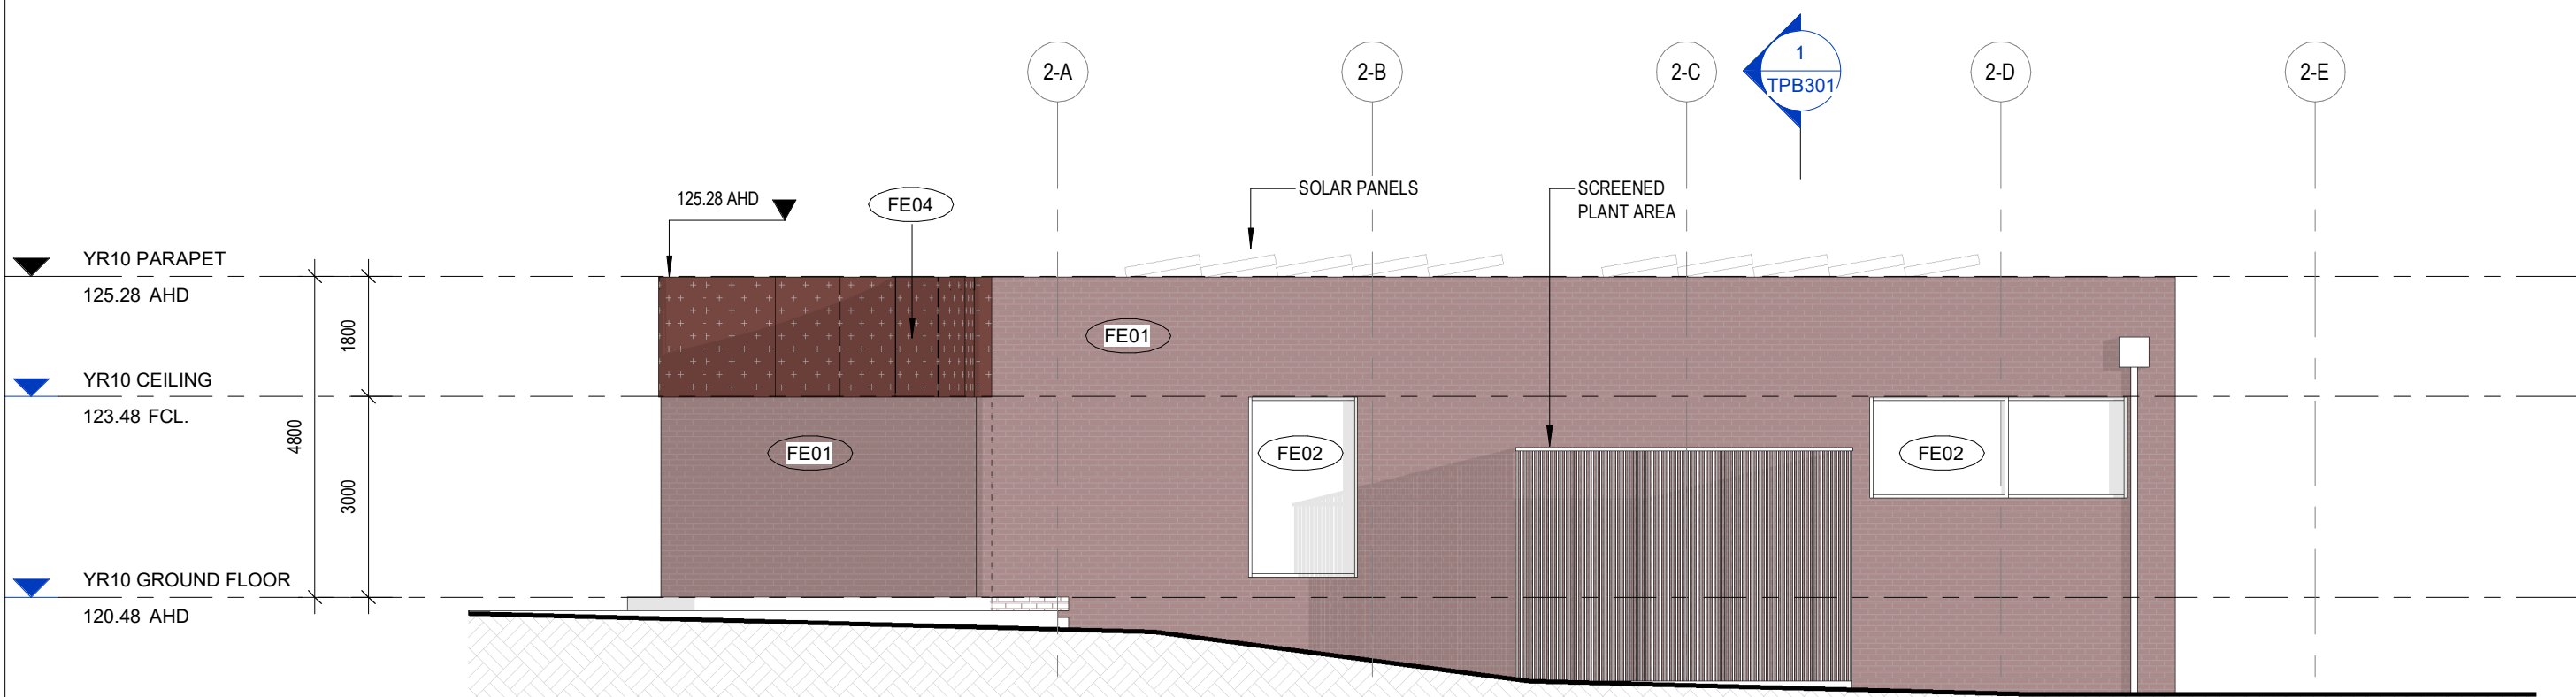 2-A
2-B
2-C
1
TPB301
2-D
2-E
125.28 AHD
FE04
SOLAR PANELS
SCREENED
PLANT AREA
YR10 PARAPET
125.28 AHD
1800
FE01
YR10 CEILING
123.48 FCL.
4800
FE01
FE02
FE02
3000
YR10 GROUND FLOOR
120.48 AHD